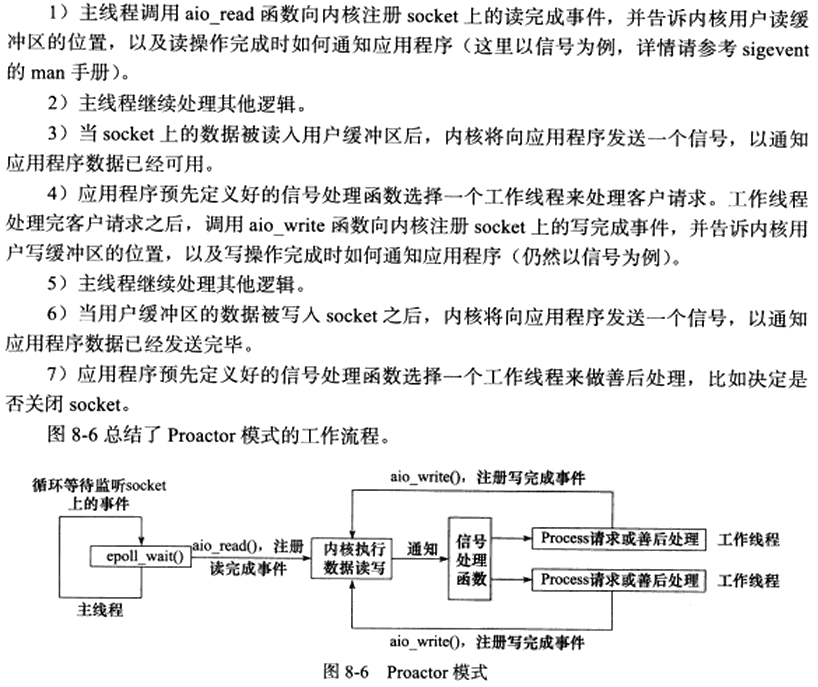 1）主线程调用 aio_read 函数向内核注册 socket 上的读完成事件，并告诉内核用户读缓
冲区的位置，以及读操作完成时如何通知应用程序（这里以信号为例，详情请参考 sigevent
的 man 手册）。
2）主线程继续处理其他逻辑。
3）当 socket 上的数据被读入用户缓冲区后，内核将向应用程序发送一个信号，以通知
应用程序数据已经可用。
4）应用程序预先定义好的信号处理函数选择一个工作线程来处理客户请求。工作线程
处理完客户请求之后，调用 aio_write 函数向内核注册 socket 上的写完成事件，并告诉内核用
户写缓冲区的位置，以及写操作完成时如何通知应用程序（仍然以信号为例）。
5）主线程继续处理其他逻辑。
6）当用户缓冲区的数据被写入 socket 之后，内核将向应用程序发送一个信号，以通知
应用程序数据已经发送完毕。
7）应用程序预先定义好的信号处理函数选择一个工作线程来做善后处理，比如决定是
否关闭 socket。
图 8-6 总结了 Proactor 模式的工作流程。
aio_write()，注册写完成事件
循环等待监听socket
上的事件
epoll_wait()
主线程
aio_read()，注册
读完成事件
内核执行
数据读写
通知
信号
处理
函数
Process请求或善后处理
工作线程
Process请求或善后处理
工作线程
aio_write()，注册写完成事件
图 8-6 Proactor 模式